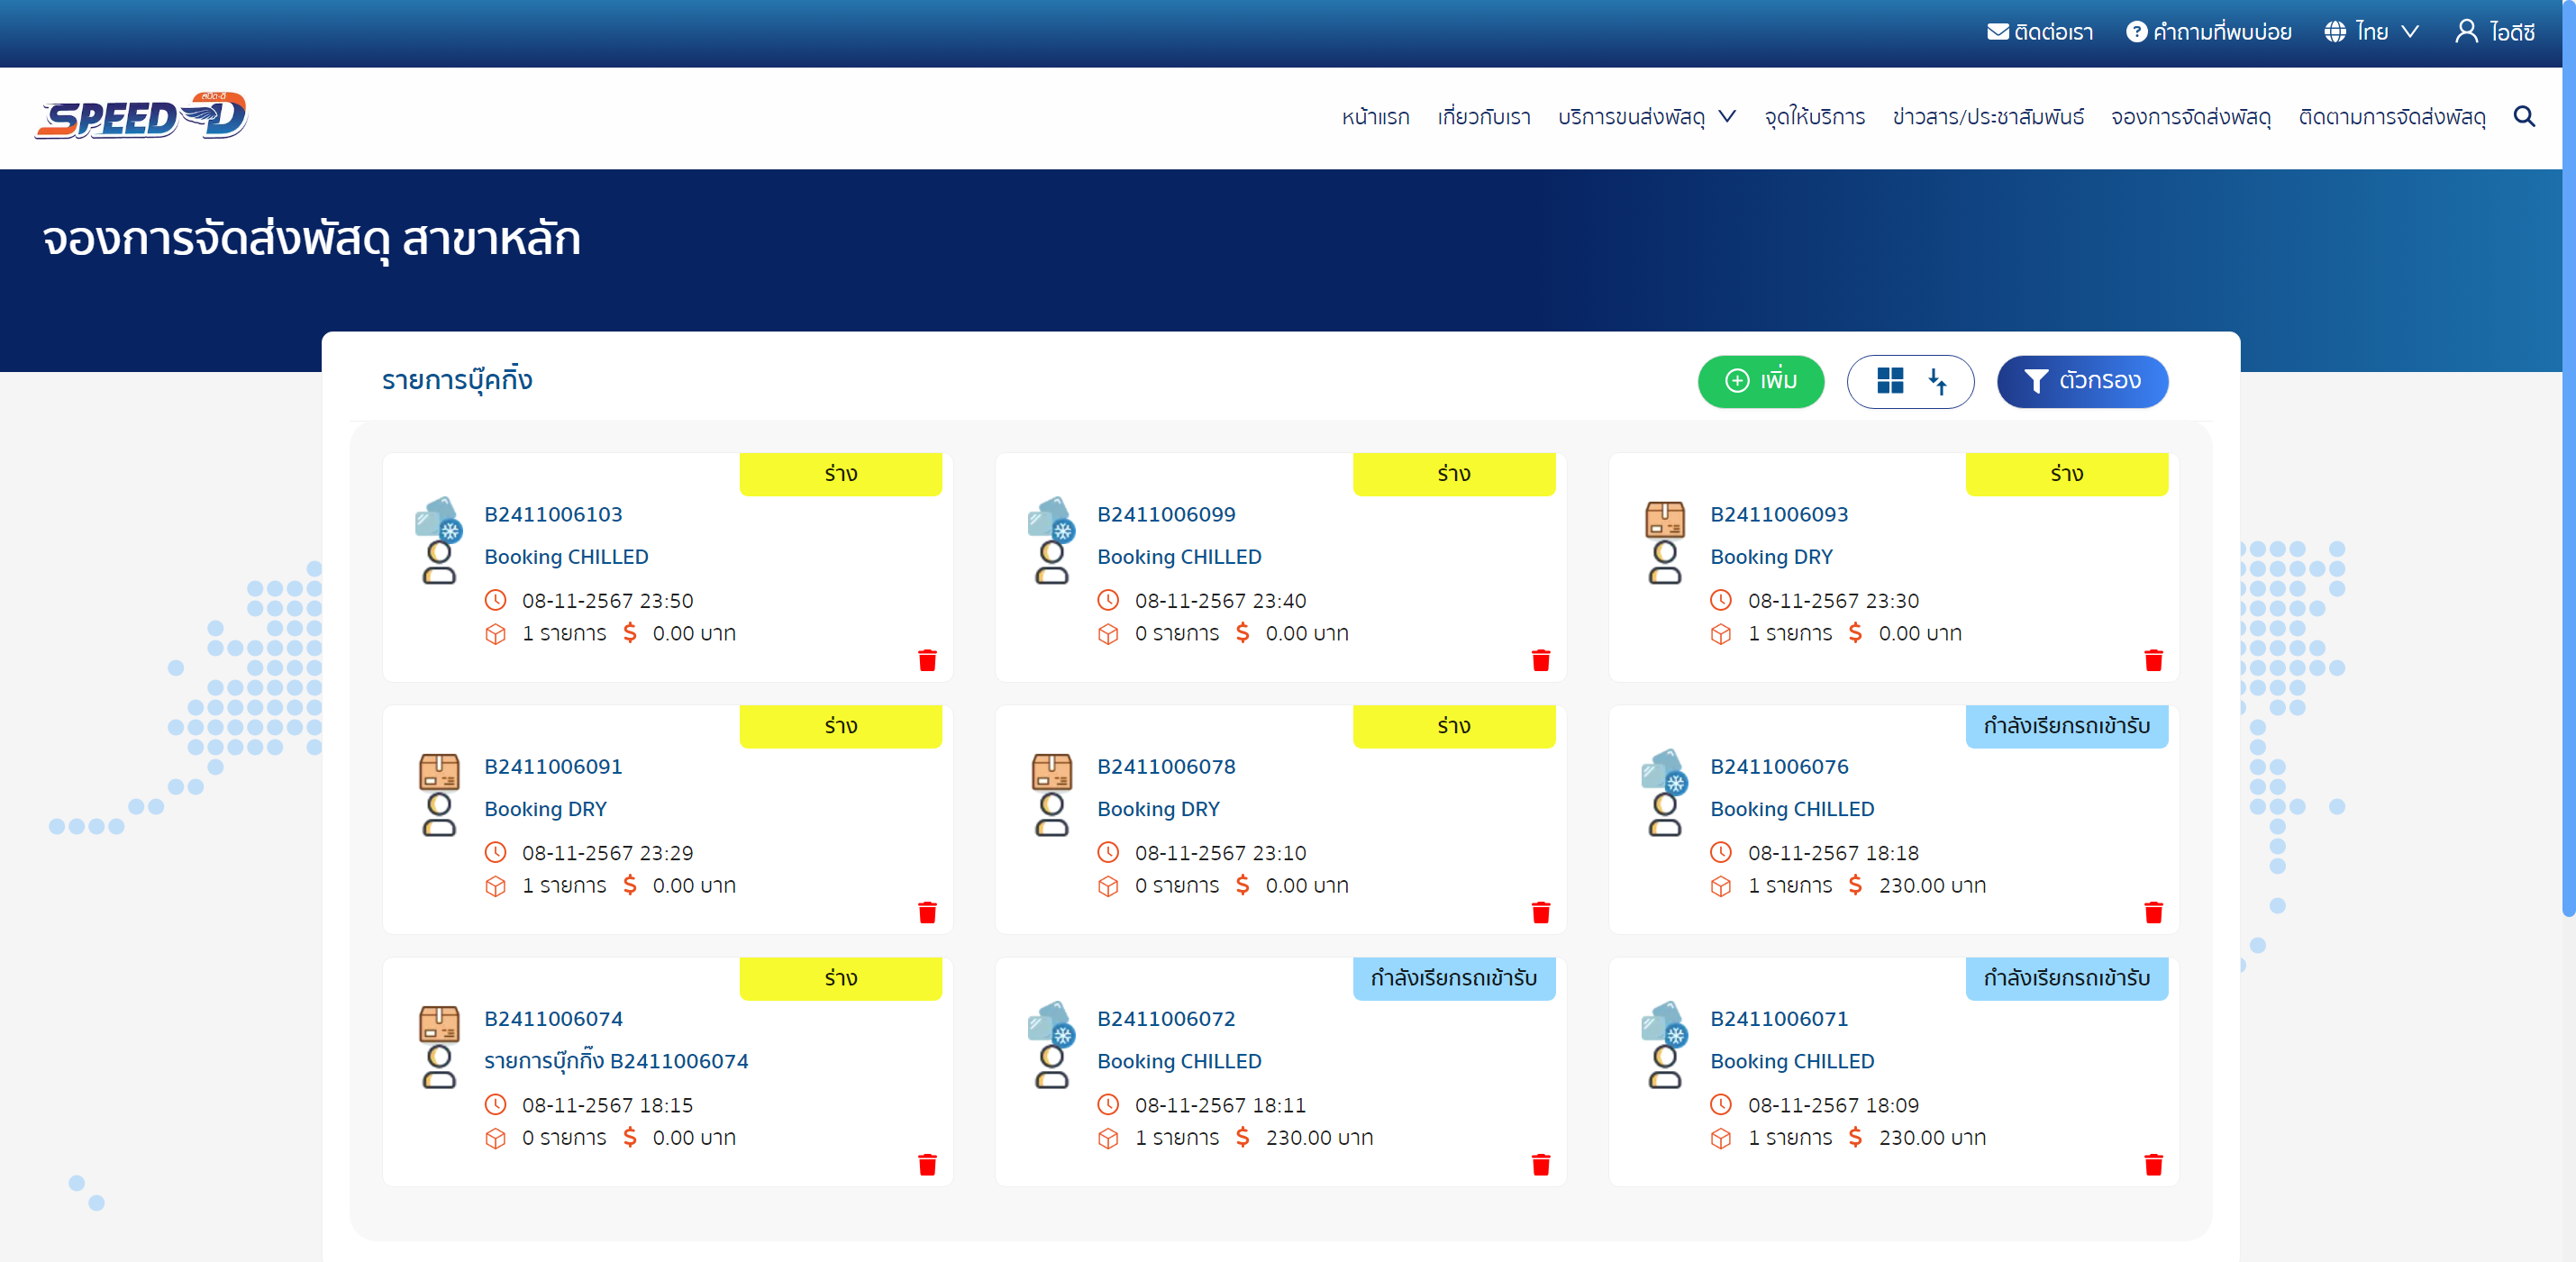 ติดต่อเรา คำถามที่พบบ่อย ไทย ไอดีซี
สปีด-ดี
SPEED-D
หน้าแรก เกี่ยวกับเรา บริการขนส่งพัสดุ จุดให้บริการ ข่าวสาร/ประชาสัมพันธ์ จองการจัดส่งพัสดุ ติดตามการจัดส่งพัสดุ
จองการจัดส่งพัสดุ สาขาหลัก
รายการบุ๊คกิ้ง
เพิ่ม
ตัวกรอง
ร่าง
B2411006103
Booking CHILLED
08-11-2567 23:50
1 รายการ 0.00 บาท
ร่าง
B2411006099
Booking CHILLED
08-11-2567 23:40
0 รายการ 0.00 บาท
ร่าง
B2411006093
Booking DRY
08-11-2567 23:30
1 รายการ 0.00 บาท
ร่าง
B2411006091
Booking DRY
08-11-2567 23:29
1 รายการ 0.00 บาท
ร่าง
B2411006078
Booking DRY
08-11-2567 23:10
0 รายการ 0.00 บาท
กำลังเรียกรถเข้ารับ
B2411006076
Booking CHILLED
08-11-2567 18:18
1 รายการ 230.00 บาท
ร่าง
B2411006074
รายการบุ๊กกิ๊ง B2411006074
08-11-2567 18:15
0 รายการ 0.00 บาท
กำลังเรียกรถเข้ารับ
B2411006072
Booking CHILLED
08-11-2567 18:11
1 รายการ 230.00 บาท
กำลังเรียกรถเข้ารับ
B2411006071
Booking CHILLED
08-11-2567 18:09
1 รายการ 230.00 บาท